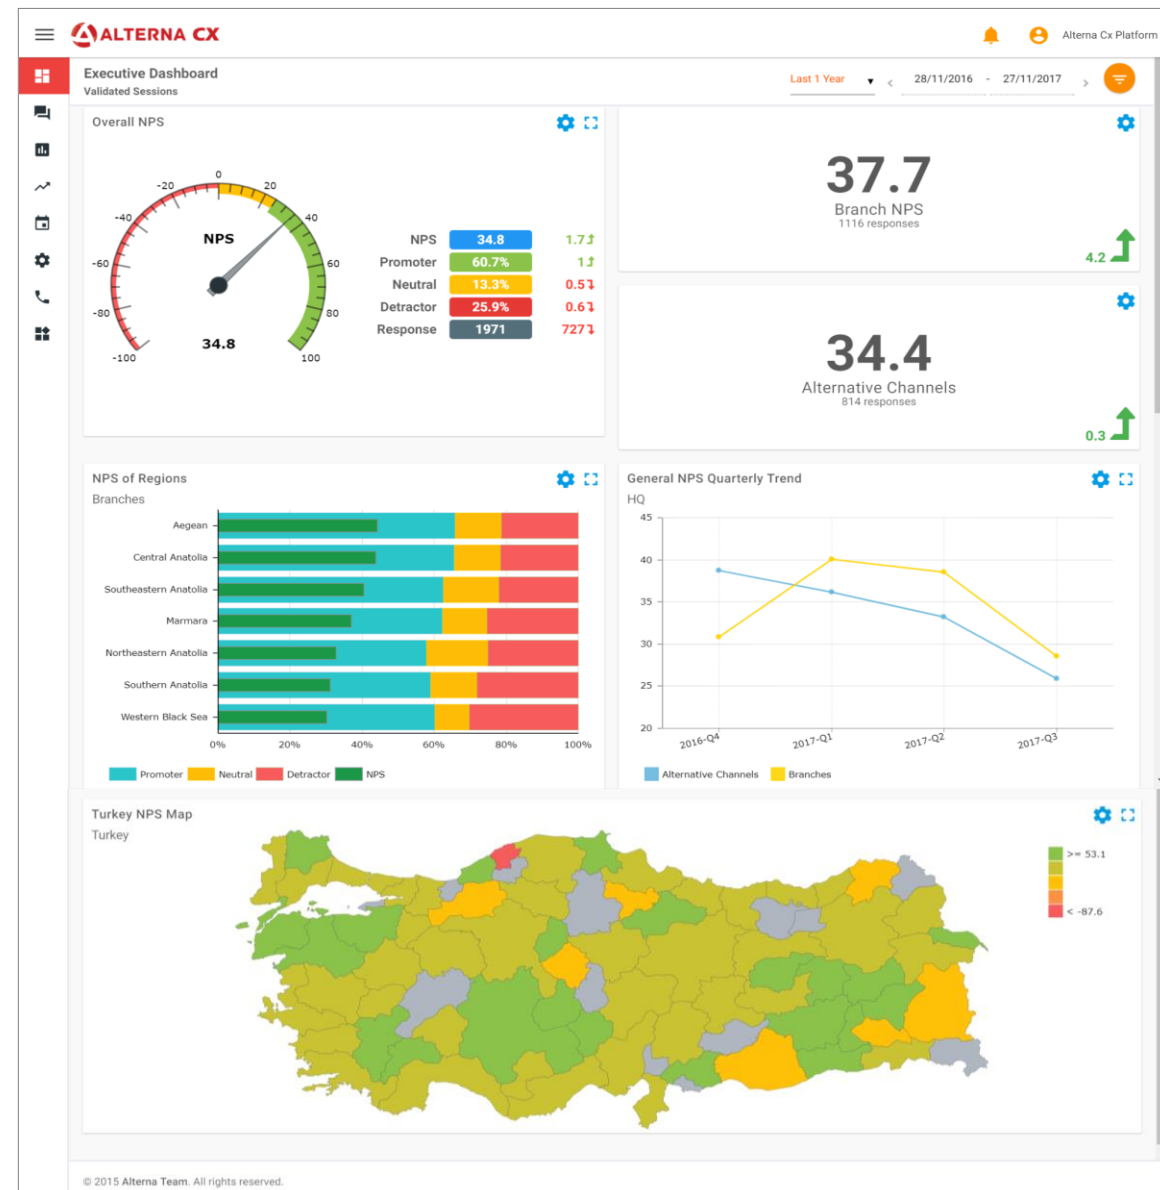 ALTERNA CX
Alterna Cx Platform
Executive Dashboard
Validated Sessions
Last 1 Year
28/11/2016 - 27/11/2017
Overall NPS
-100
-80
-60
-40
-20
0
20
40
60
80
100
NPS
34.8
NPS 34.8 1.7
Promoter 60.7% 1
Neutral 13.3% 0.5
Detractor 25.9% 0.6
Response 1971 727
37.7
Branch NPS
1116 responses
4.2
34.4
Alternative Channels
814 responses
0.3
NPS of Regions
Branches
Aegean
Central Anatolia
Southeastern Anatolia
Marmara
Northeastern Anatolia
Southern Anatolia
Western Black Sea
0% 20% 40% 60% 80% 100%
Promoter Neutral Detractor NPS
General NPS Quarterly Trend
HQ
45
40
35
30
25
20
2016-Q4 2017-Q1 2017-Q2 2017-Q3
Alternative Channels Branches
Turkey NPS Map
Turkey
>= 53.1
< -87.6
© 2015 Alterna Team. All rights reserved.